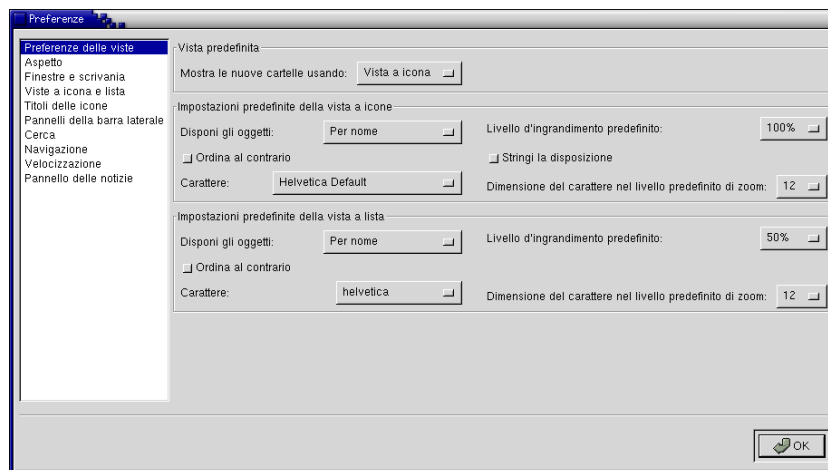 Preferenze
Preferenze delle viste
Aspetto
Finestre e scrivania
Viste a icona e lista
Titoli delle icone
Pannelli della barra laterale
Cerca
Navigazione
Velocizzazione
Pannello delle notizie
Vista predefinita
Mostra le nuove cartelle usando: Vista a icona
Impostazioni predefinite della vista a icone
Disponi gli oggetti: Per nome Livello d'ingrandimento predefinito: 100%
Ordina al contrario Stringi la disposizione
Carattere: Helvetica Default Dimensione del carattere nel livello predefinito di zoom: 12
Impostazioni predefinite della vista a lista
Disponi gli oggetti: Per nome Livello d'ingrandimento predefinito: 50%
Ordina al contrario
Carattere: helvetica Dimensione del carattere nel livello predefinito di zoom: 12
OK